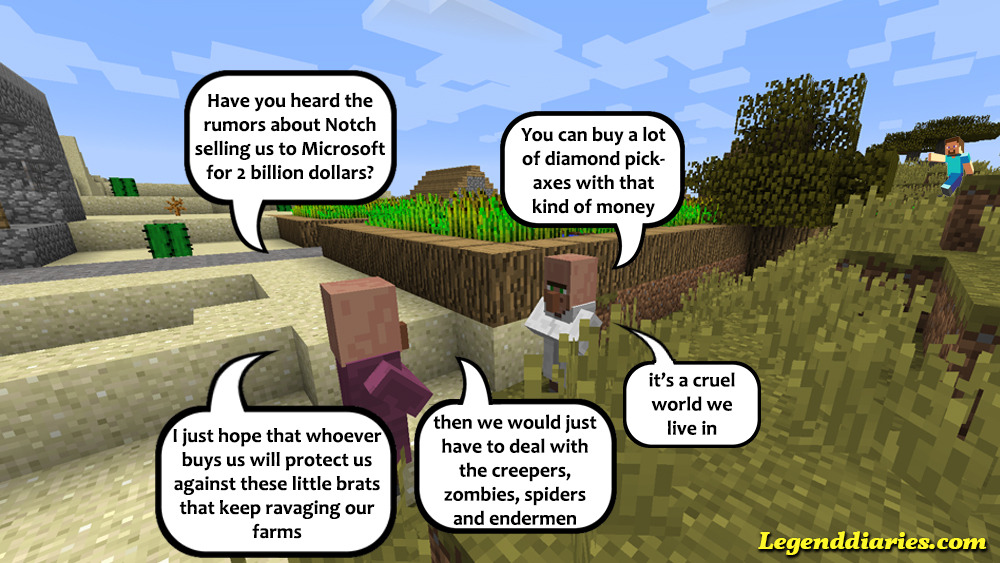 Have you heard the
rumors about Notch
selling us to Microsoft
for 2 billion dollars?
You can buy a lot
of diamond pick-
axes with that
kind of money
I just hope that whoever
buys us will protect us
against these little brats
that keep ravaging our
farms
then we would just
have to deal with
the creepers,
zombies, spiders
and endermen
it's a cruel
world we
live in
Legenddiaries.com